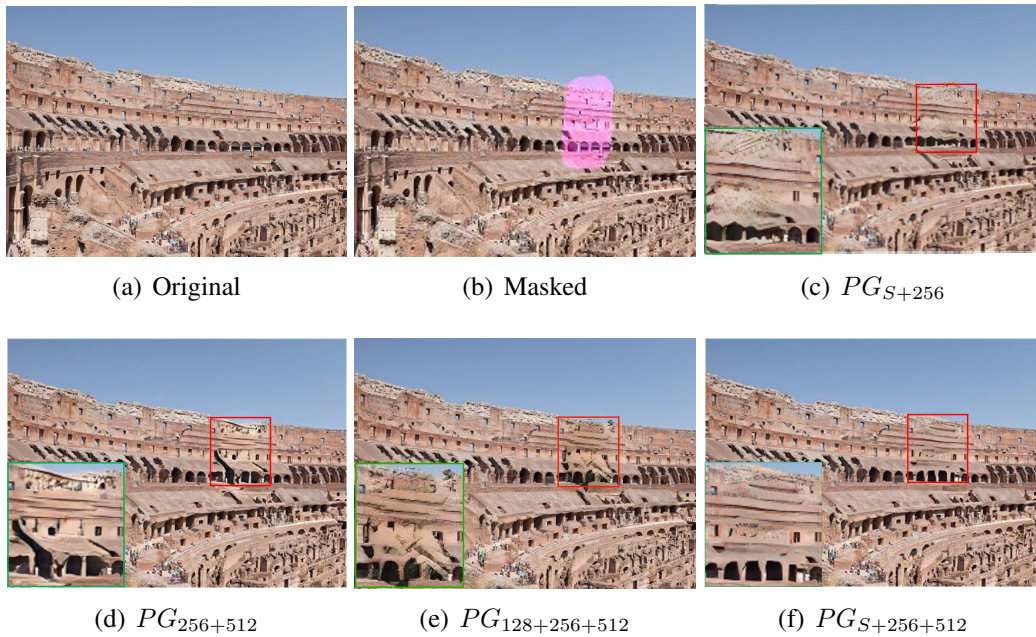 (a) Original
(b) Masked
(c) $PG_{S+256}$
(d) $PG_{256+512}$
(e) $PG_{128+256+512}$
(f) $PG_{S+256+512}$